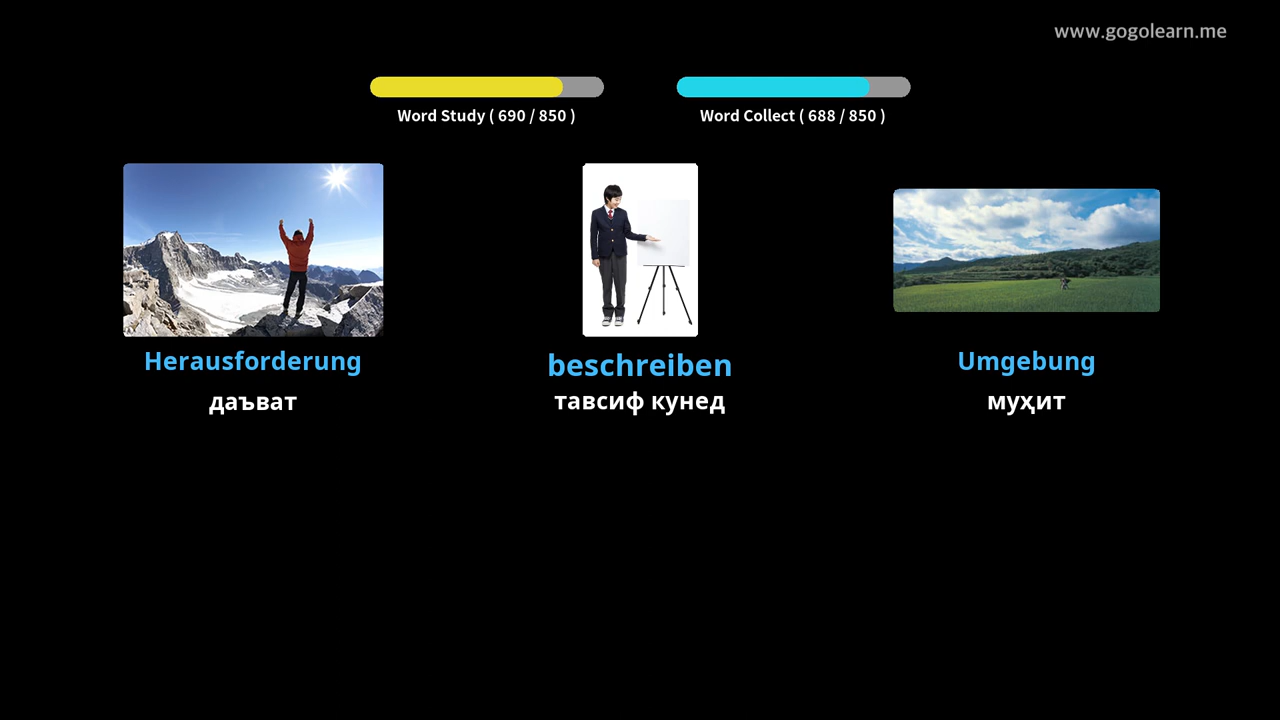 www.gogolearn.me
Word Study ( 690 / 850 )
Word Collect ( 688 / 850 )
Herausforderung
даъват
beschreiben
тавсиф кунед
Umgebung
муҳит